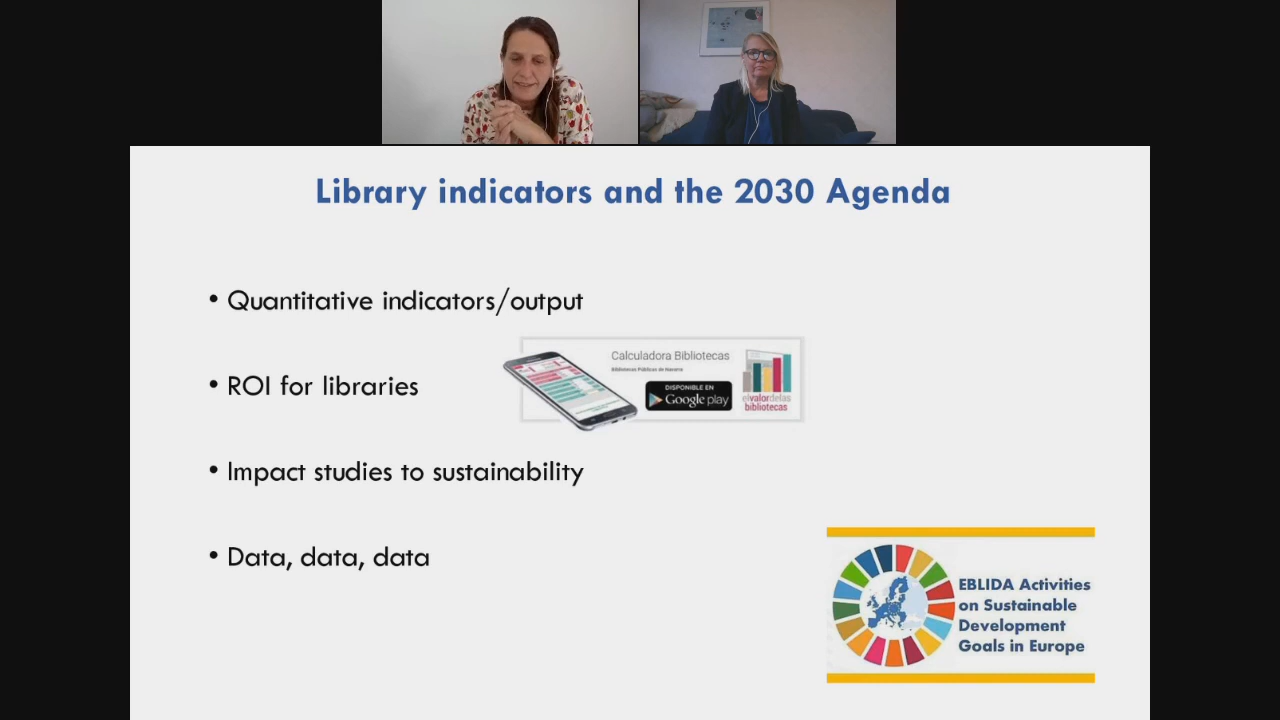 Library indicators and the 2030 Agenda
• Quantitative indicators/output
Calculadora Bibliotecas
Bibliotecas Públicas de Navarra
• ROI for libraries
DISPONIBLE EN
Google play
elvalordelas
bibliotecas
• Impact studies to sustainability
• Data, data, data
EBLIDA Activities
on Sustainable
Development
Goals in Europe